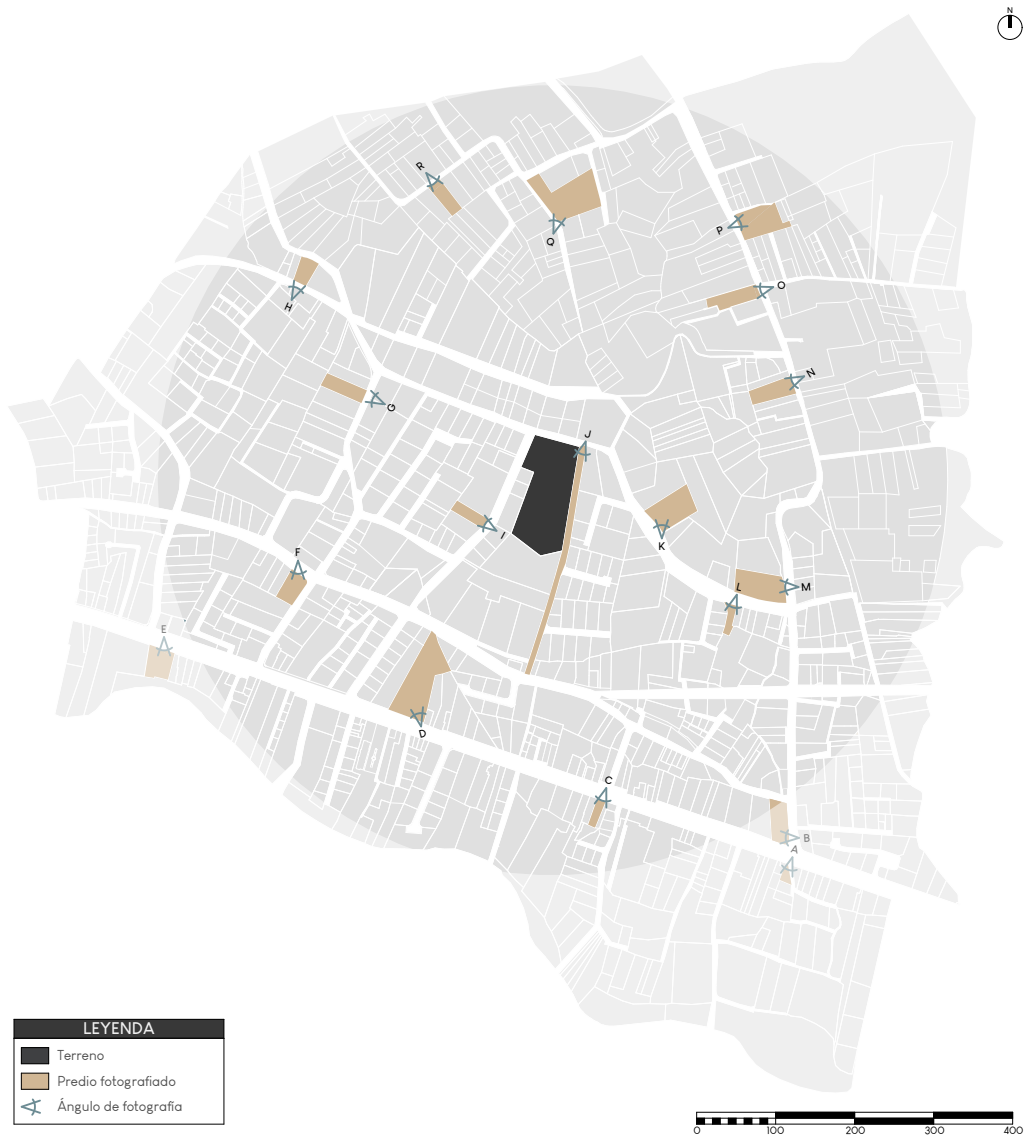 N
R
Q
P
O
H
N
G
J
I
K
F
L
M
E
D
C
B
A
LEYENDA
Terreno
Predio fotografiado
Ángulo de fotografía
0 100 200 300 400